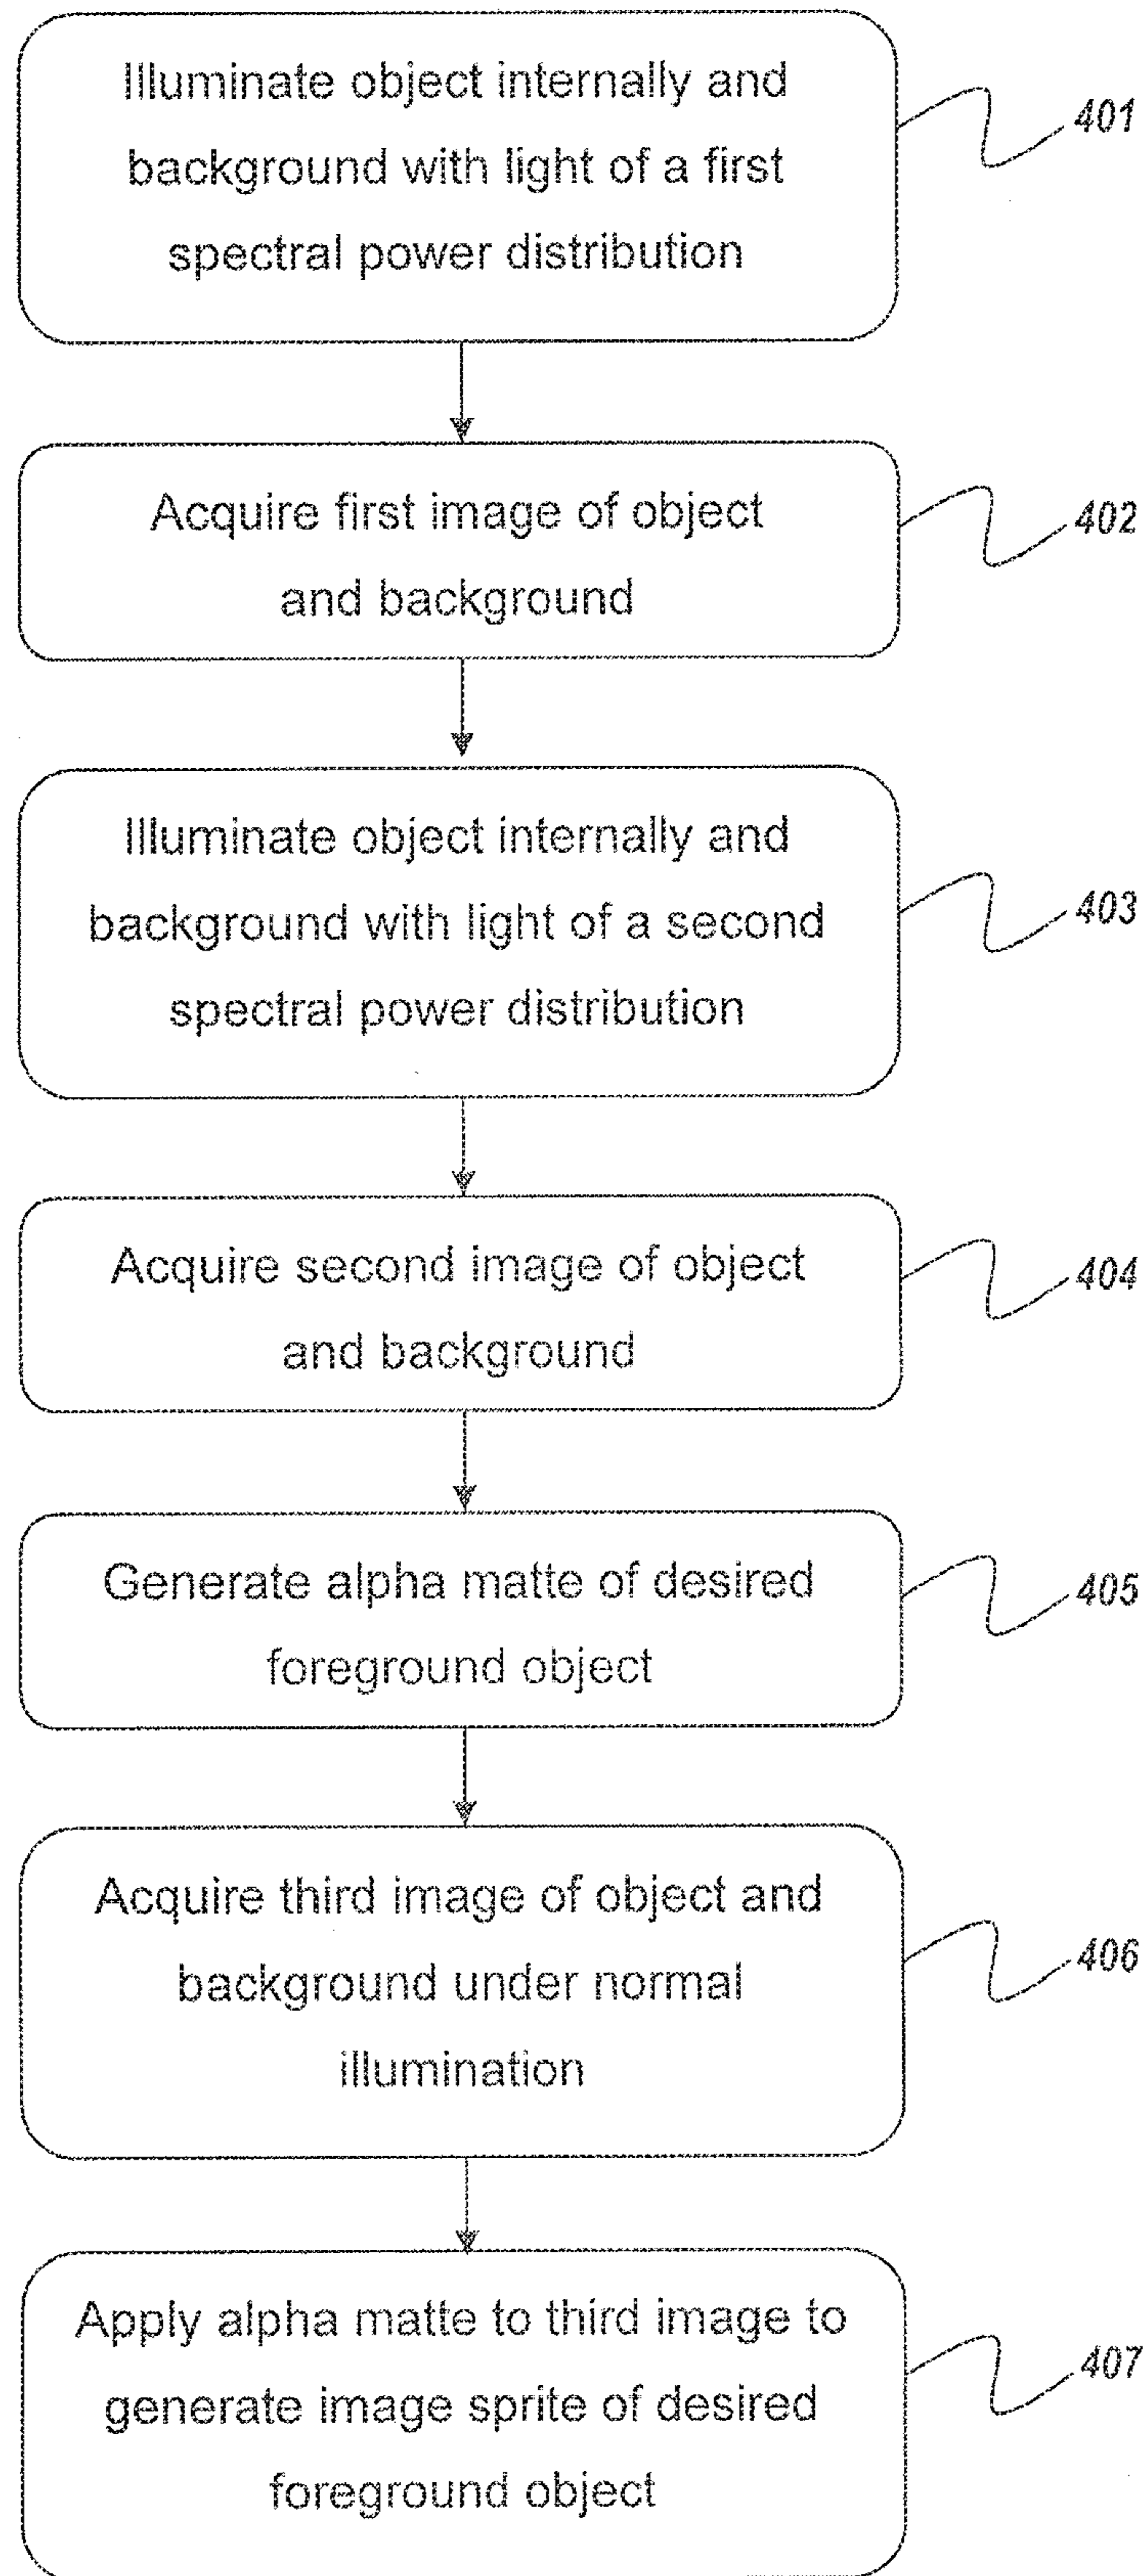 Illuminate object internally and
background with light of a first
spectral power distribution
401
Acquire first image of object
and background
402
Illuminate object internally and
background with light of a second
spectral power distribution
403
Acquire second image of object
and background
404
Generate alpha matte of desired
foreground object
405
Acquire third image of object and
background under normal
illumination
406
Apply alpha matte to third image to
generate image sprite of desired
foreground object
407